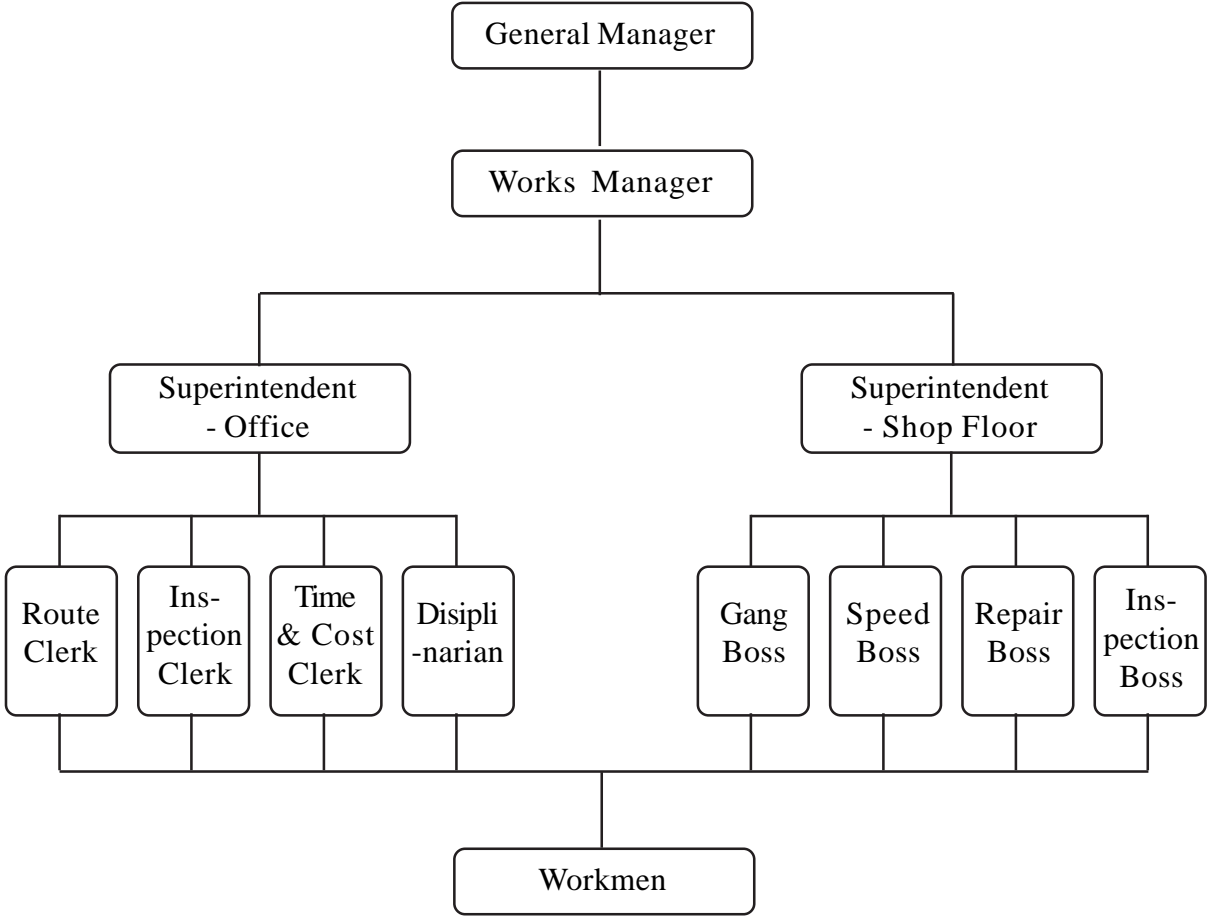 General Manager
Works Manager
Superintendent
- Office
Superintendent
- Shop Floor
Route
Clerk
Ins-
pection
Clerk
Time
& Cost
Clerk
Disipli
-narian
Gang
Boss
Speed
Boss
Repair
Boss
Ins-
pection
Boss
Workmen